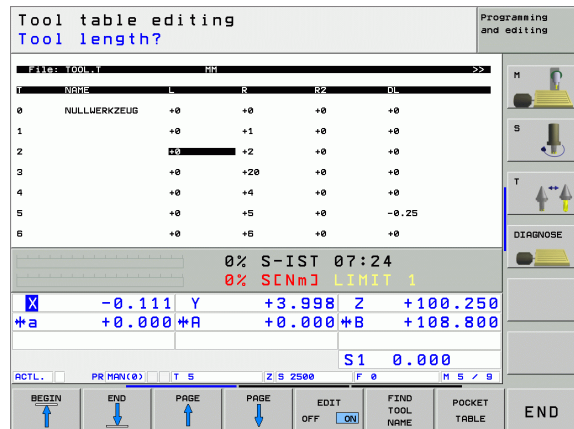 Tool table editing
Tool length?
Programming
and editing
File: TOOL.T MM >>
T NAME L R R2 DL
0 NULLWERKZEUG +0 +0 +0 +0
1 +0 +1 +0 +0
2 +0 +2 +0 +0
3 +0 +20 +0 +0
4 +0 +4 +0 +0
5 +0 +5 +0 -0.25
6 +0 +6 +0 +0
0% S-IST 07:24
0% S[Nm] LIMIT 1
X -0.111 Y +3.998 Z +100.250
a +0.000 A +0.000 B +108.800
S1 0.000
ACTL. PR MAN(0) T 5 Z S 2500 F 0 M 5 / 9
M
S
T
DIAGNOSE
BEGIN
END
PAGE
PAGE
EDIT
OFF ON
FIND
TOOL
NAME
POCKET
TABLE
END